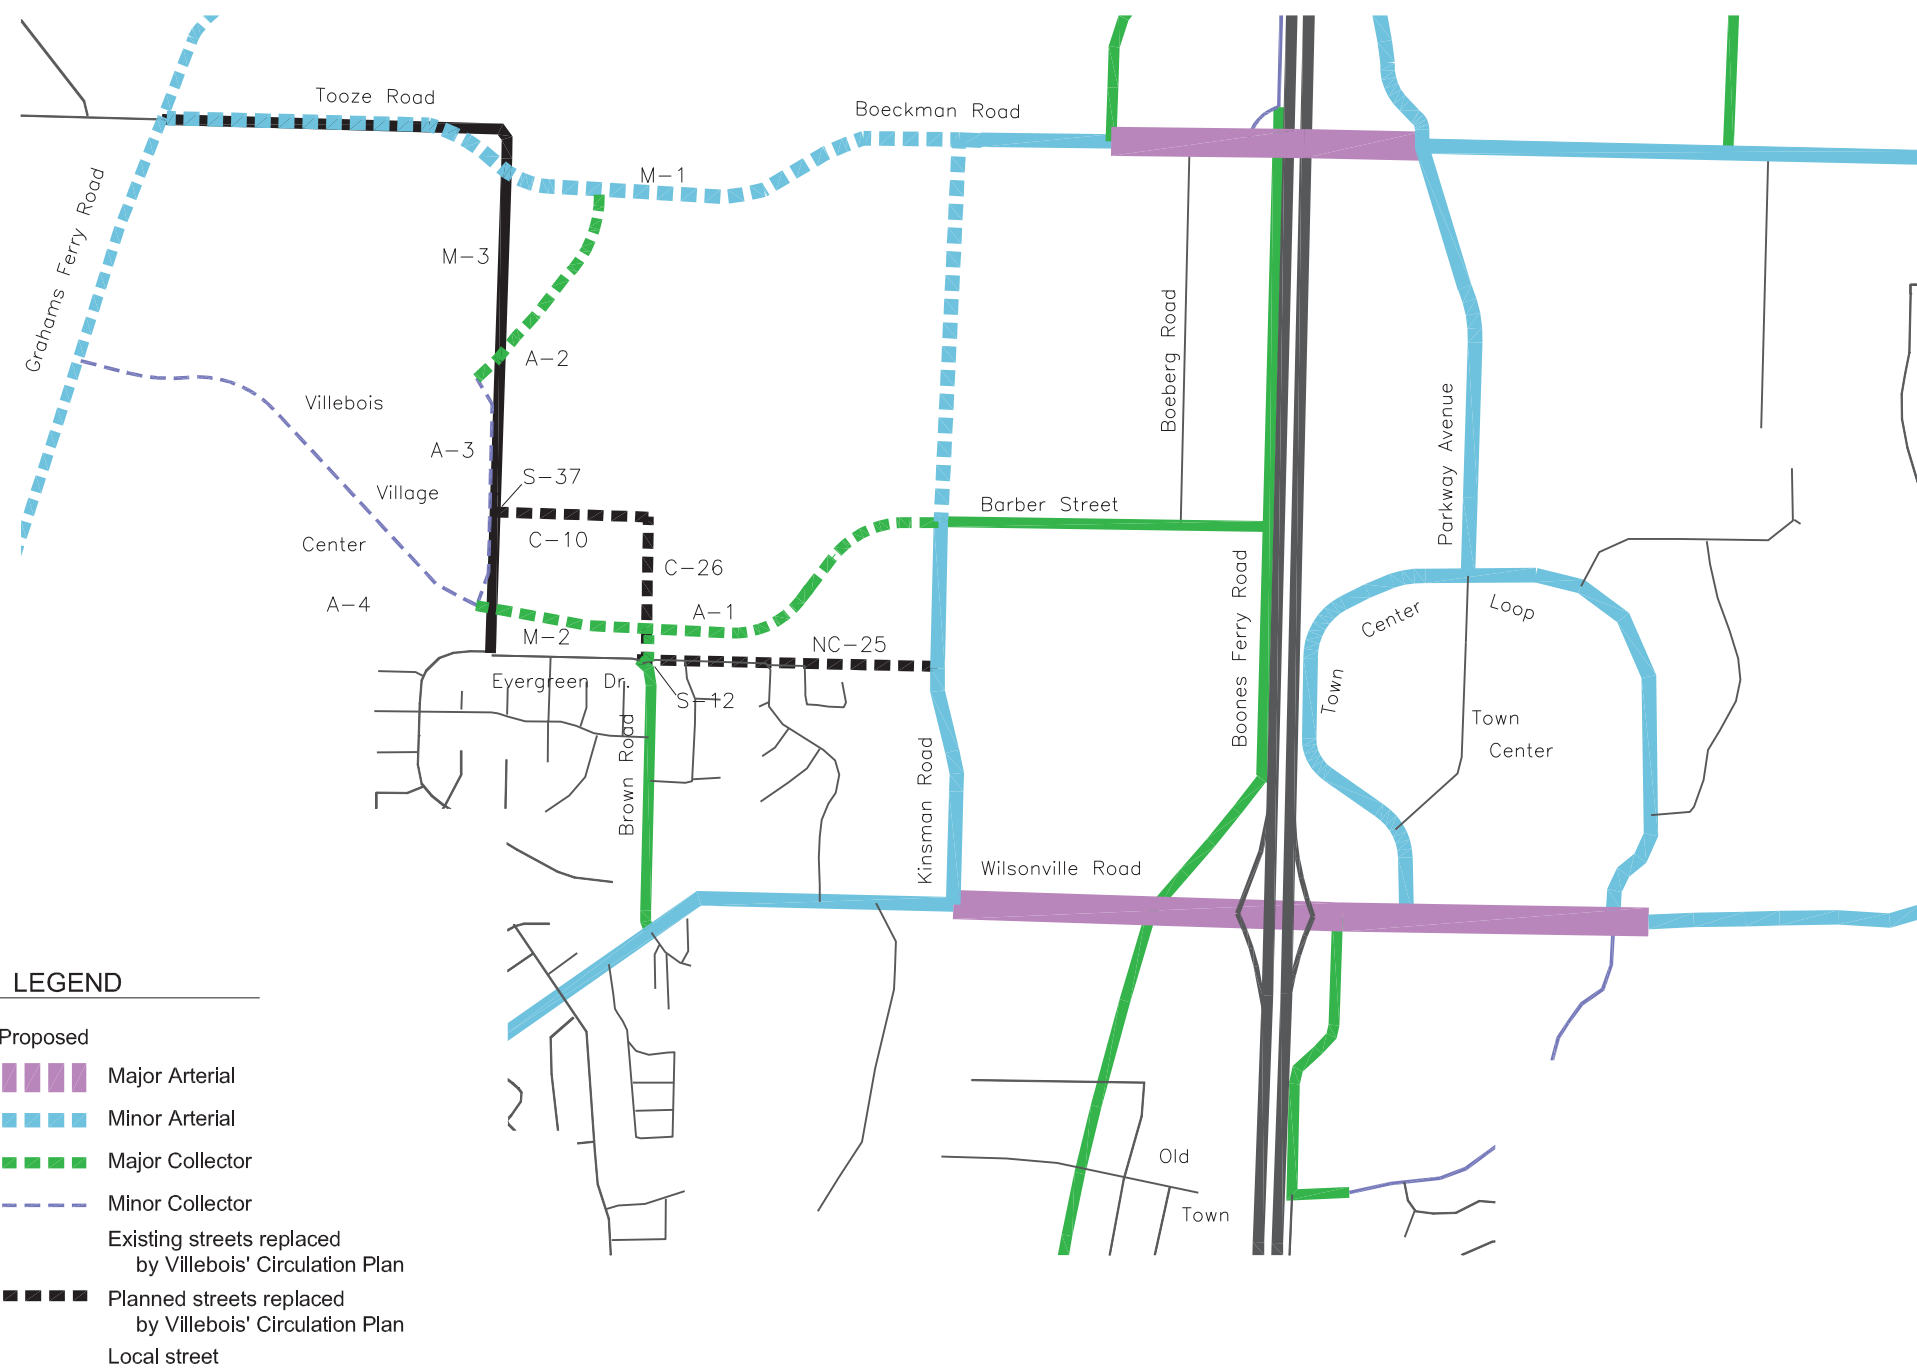 Tooze Road
Boeckman Road
M-1
Grahams Ferry Road
M-3
A-2
Boeberg Road
Villebois
Parkway Avenue
A-3
S-37
Village
Barber Street
C-10
Center
C-26
Boones Ferry Road
A-4
A-1
Center
Loop
M-2
NC-25
Evergreen Dr.
S-12
Town
Town
Center
Brown Road
Kinsman Road
Wilsonville Road
Old
Town
LEGEND
Proposed
Major Arterial
Minor Arterial
Major Collector
Minor Collector
Existing streets replaced
by Villebois' Circulation Plan
Planned streets replaced
by Villebois' Circulation Plan
Local street